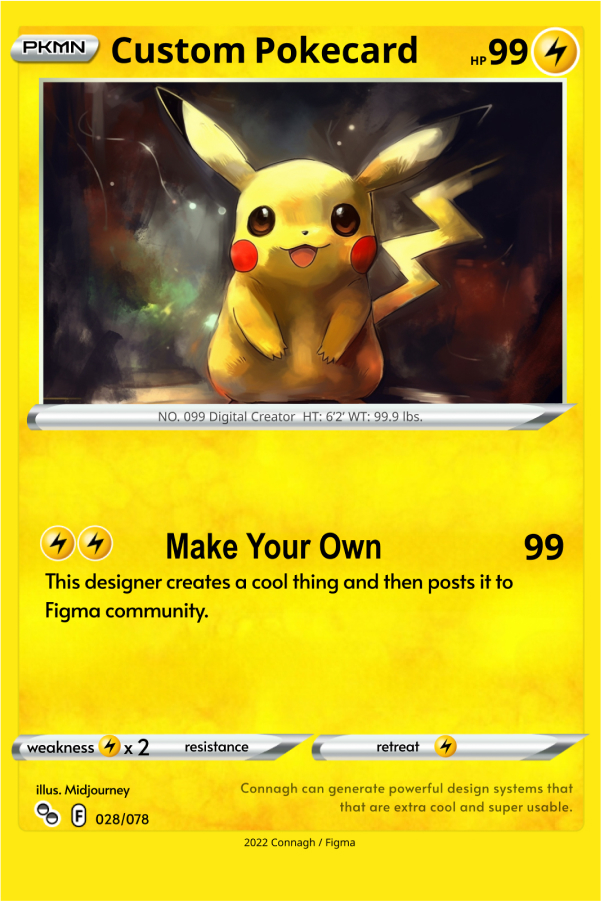 PKMN Custom Pokecard HP 99
NO. 099 Digital Creator HT: 6'2' WT: 99.9 lbs.
Make Your Own 99
This designer creates a cool thing and then posts it to
Figma community.
weakness x 2 resistance retreat
illus. Midjourney
Connagh can generate powerful design systems that
that are extra cool and super usable.
F 028/078
2022 Connagh / Figma